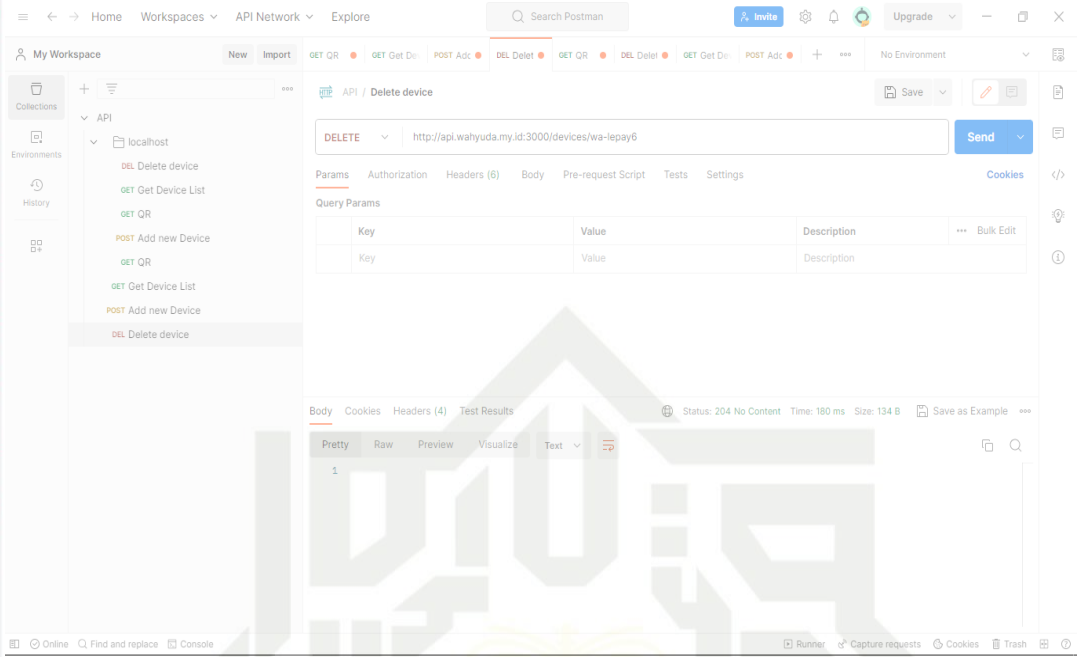 Home Workspaces API Network Explore Search Postman Invite Upgrade
My Workspace New Import GET QR GET Get De POST Adc DEL Delet GET QR DEL Delet GET Get De POST Adc No Environment
Collections
Environments
History
API
localhost
DEL Delete device
GET Get Device List
GET QR
POST Add new Device
GET QR
GET Get Device List
POST Add new Device
DEL Delete device
HTTP API / Delete device Save
DELETE http://api.wahyuda.my.id:3000/devices/wa-lepay6 Send
Params Authorization Headers (6) Body Pre-request Script Tests Settings Cookies
Query Params
Key Value Description Bulk Edit
Key Value Description
Body Cookies Headers (4) Test Results Status: 204 No Content Time: 180 ms Size: 134 B Save as Example
Pretty Raw Preview Visualize Text
1
Online Find and replace Console Runner Capture requests Cookies Trash